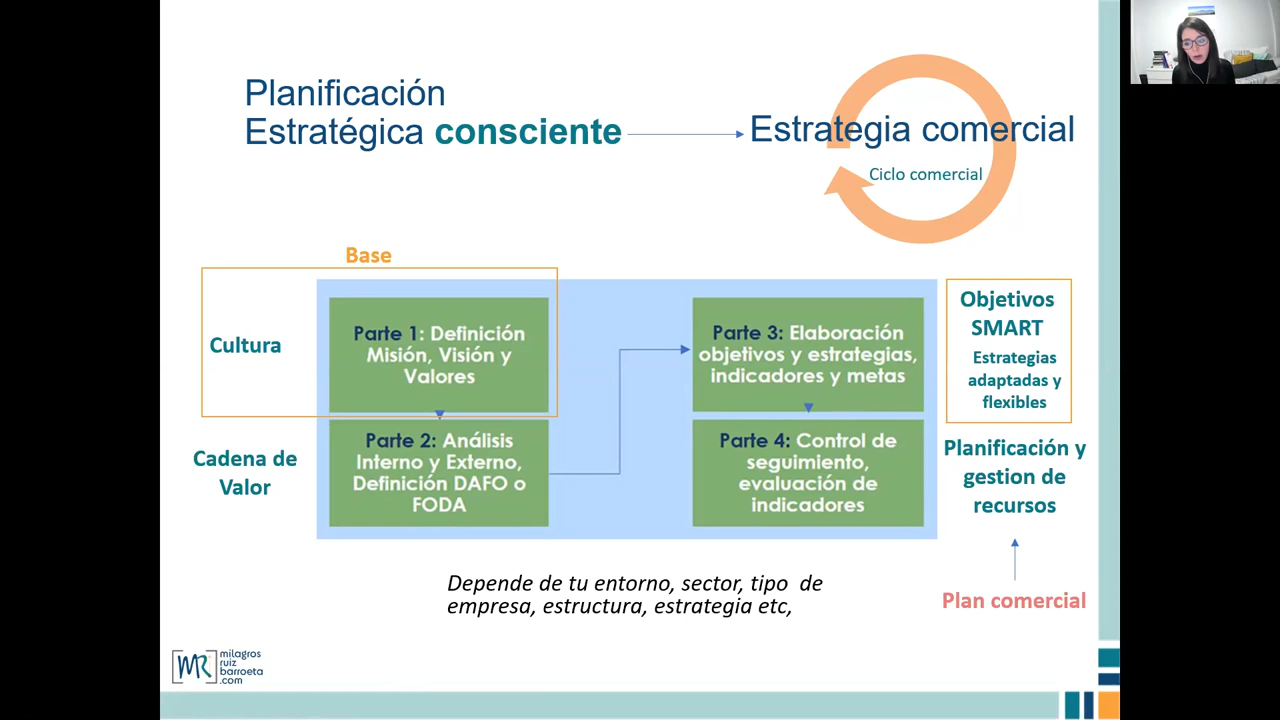 Planificación
Estratégica consciente
Estrategia comercial
Ciclo comercial
Base
Cultura
Parte 1: Definición
Misión, Visión y
Valores
Parte 2: Análisis
Interno y Externo,
Definición DAFO o
FODA
Cadena de
Valor
Parte 3: Elaboración
objetivos y estrategias,
indicadores y metas
Parte 4: Control de
seguimiento,
evaluación de
indicadores
Objetivos
SMART
Estrategias
adaptadas y
flexibles
Planificación y
gestion de
recursos
Plan comercial
Depende de tu entorno, sector, tipo de
empresa, estructura, estrategia etc,
MR
milagros
ruiz
barroeta
.com